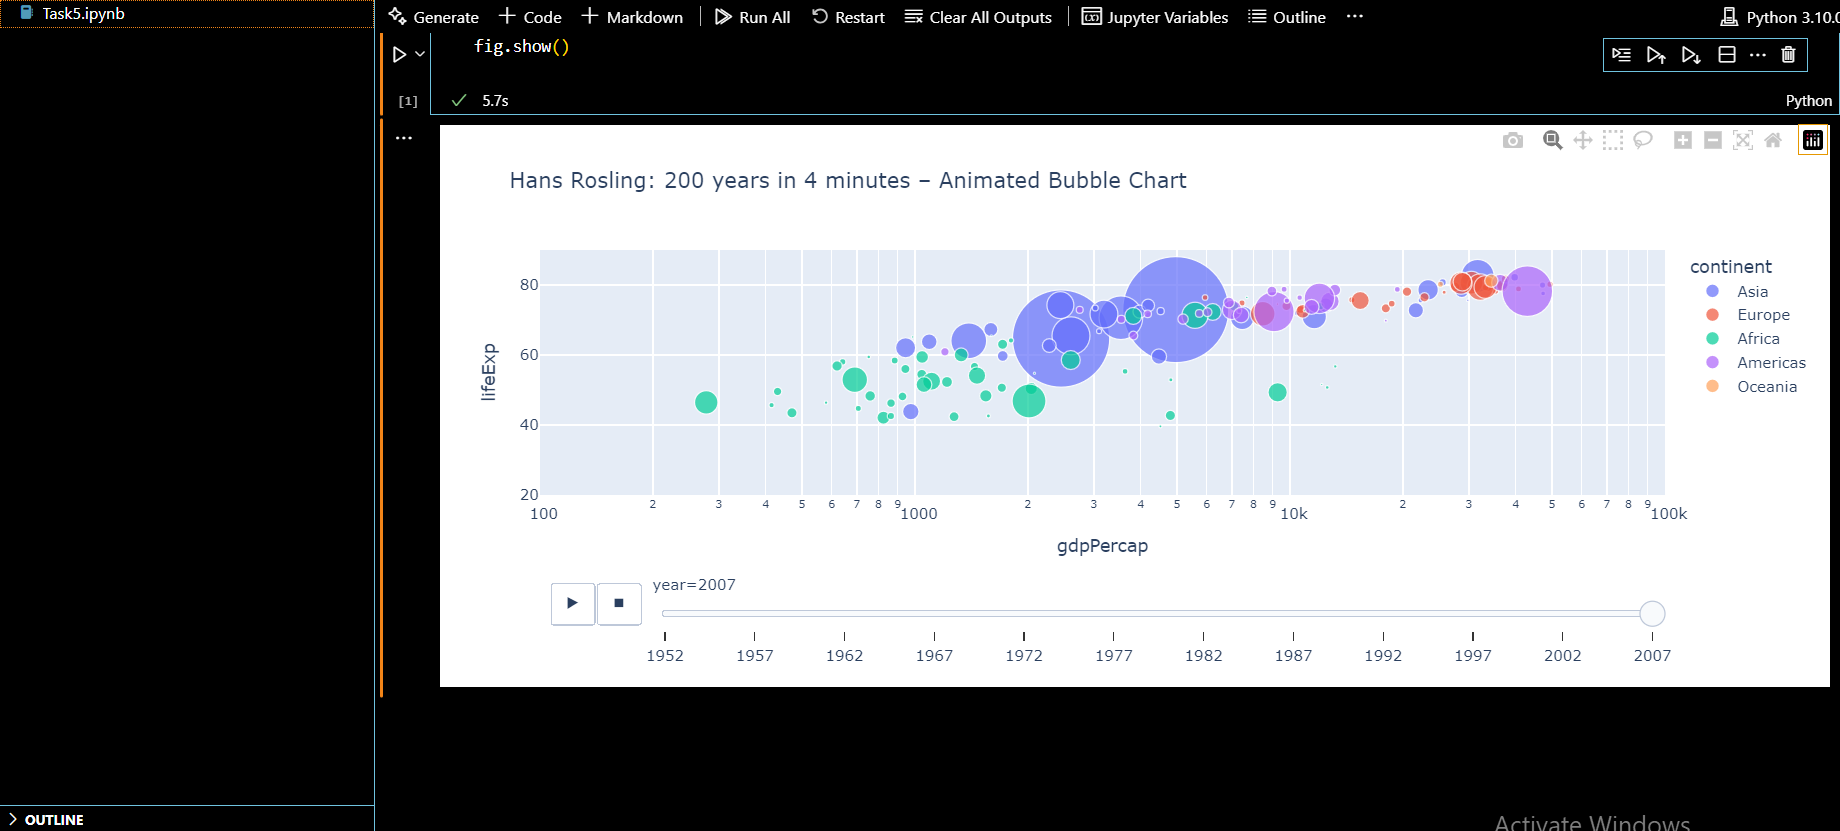 Task5.ipynb
Generate Code Markdown Run All Restart Clear All Outputs Jupyter Variables Outline ... Python 3.10.0
fig.show()
[1] 5.7s Python
Hans Rosling: 200 years in 4 minutes – Animated Bubble Chart
continent
Asia
Europe
Africa
Americas
Oceania
lifeExp
80
60
40
20
2 3 4 5 6 7 8 9 2 3 4 5 6 7 8 9 2 3 4 5 6 7 8 9
100 1000 10k 100k
gdpPercap
year=2007
1952 1957 1962 1967 1972 1977 1982 1987 1992 1997 2002 2007
OUTLINE
Activate Windows